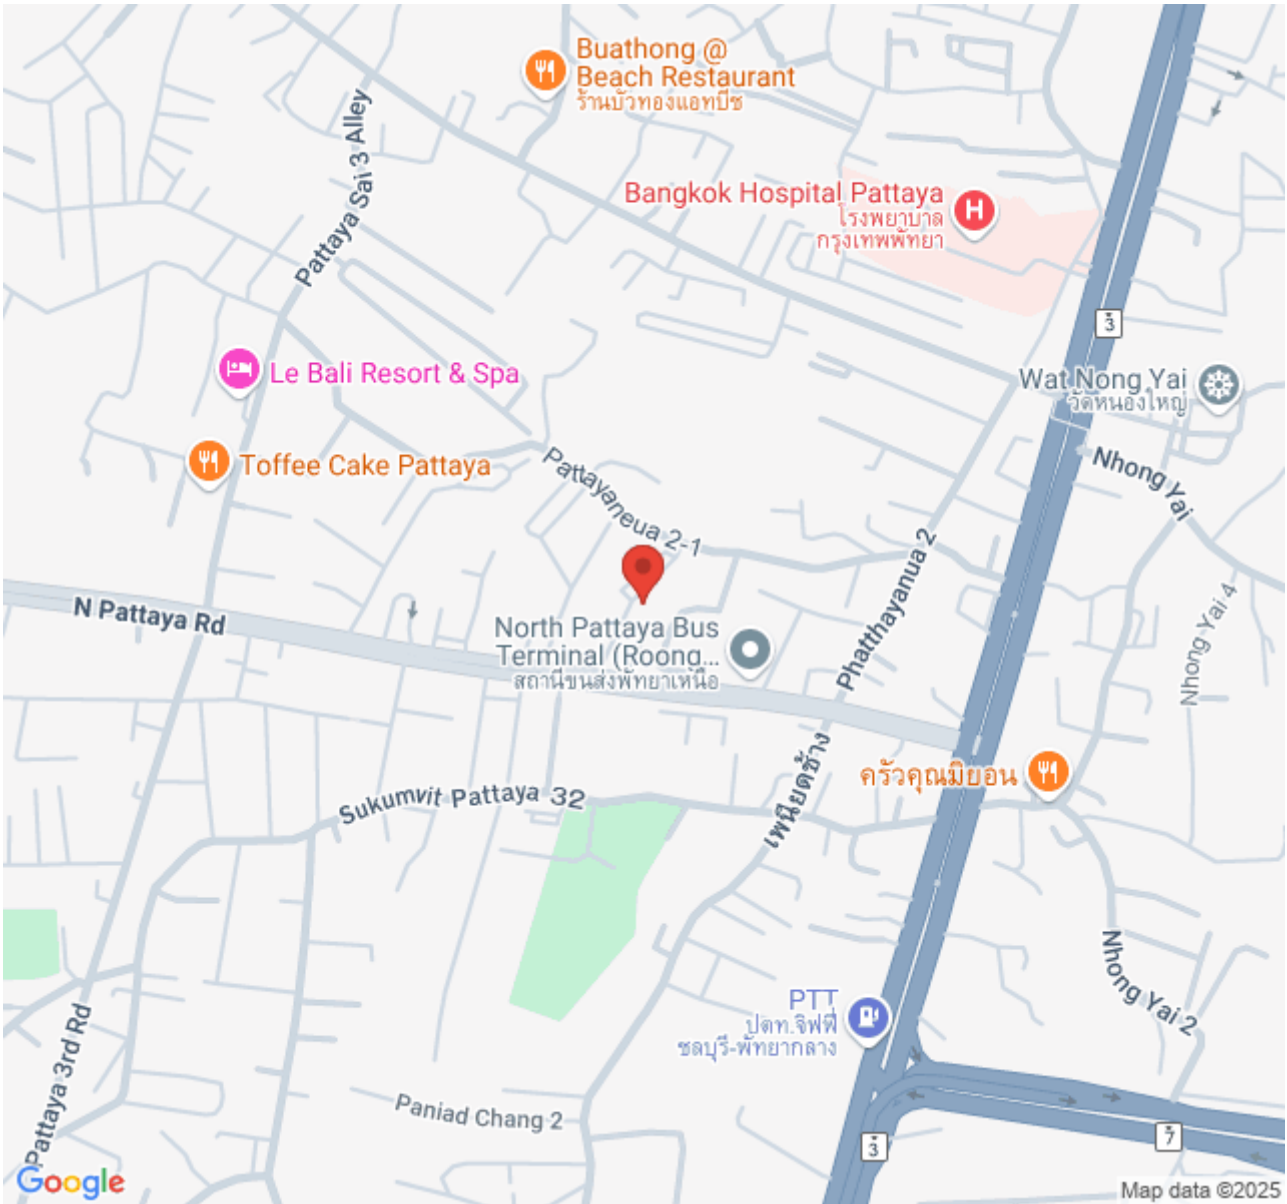 Buathong @
Beach Restaurant
ร้านบัวทองแอทบีช
Pattaya Sai 3 Alley
Bangkok Hospital Pattaya
โรงพยาบาล
กรุงเทพพัทยา
3
Le Bali Resort & Spa
Wat Nong Yai
วัดหนองใหญ่
Toffee Cake Pattaya
Pattayaneua 2-1
Nhong Yai
Phatthayanua 2
Nhong Yai 4
N Pattaya Rd
North Pattaya Bus
Terminal (Roong...
สถานีขนส่งพัทยาเหนือ
เพนียดช้าง
ครัวคุณมิยอน
Sukumvit Pattaya 32
Nhong Yai 2
PTT
ปตท.จิฟฟี่
ชลบุรี-พัทยากลาง
Pattaya 3rd Rd
Paniad Chang 2
3
7
Google
Map data ©2025